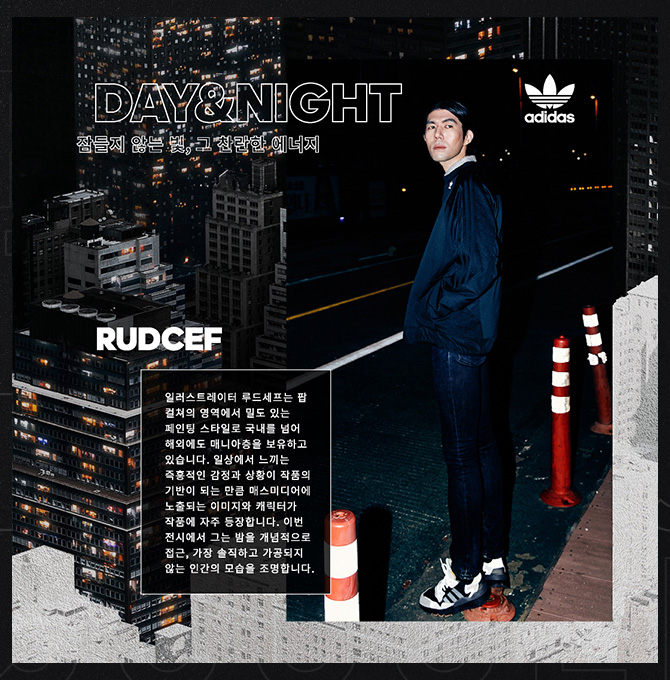 DAY&NIGHT
잠들지 않는 빛, 그 찬란한 에너지
adidas
RUDCEF
일러스트레이터 루드세프는 팝
컬쳐의 영역에서 밀도 있는
페인팅 스타일로 국내를 넘어
해외에도 매니아층을 보유하고
있습니다. 일상에서 느끼는
즉흥적인 감정과 상황이 작품의
기반이 되는 만큼 매스미디어에
노출되는 이미지와 캐릭터가
작품에 자주 등장합니다. 이번
전시에서 그는 밤을 개념적으로
접근, 가장 솔직하고 가공되지
않는 인간의 모습을 조명합니다.